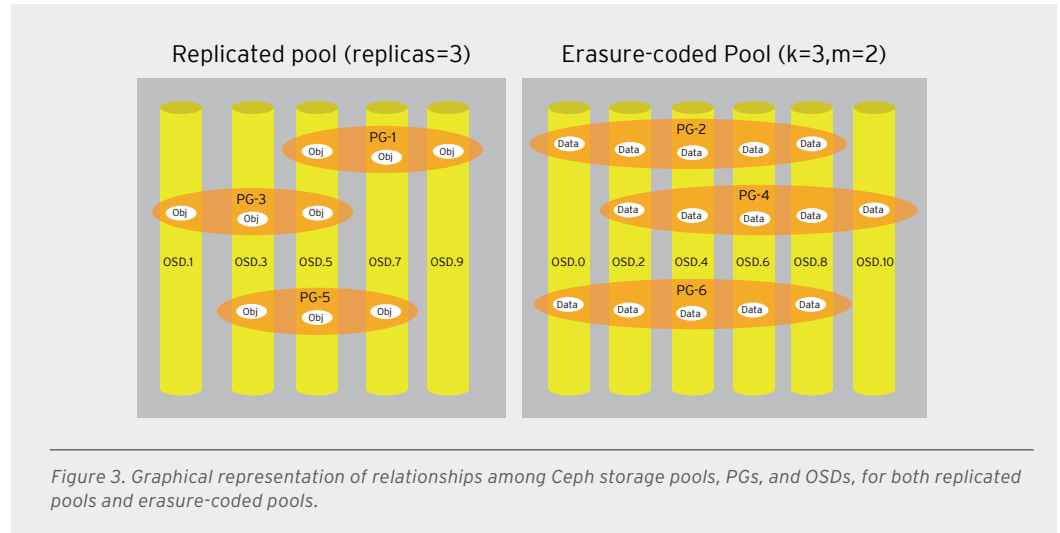 Replicated pool (replicas=3)
Erasure-coded Pool (k=3,m=2)
PG-1
Obj
Obj
Obj
PG-3
Obj
Obj
Obj
OSD.1
OSD.3
OSD.5
OSD.7
OSD.9
PG-5
Obj
Obj
Obj
PG-2
Data
Data
Data
Data
Data
PG-4
Data
Data
Data
Data
Data
OSD.0
OSD.2
OSD.4
OSD.6
OSD.8
OSD.10
PG-6
Data
Data
Data
Data
Data
Figure 3. Graphical representation of relationships among Ceph storage pools, PGs, and OSDs, for both replicated
pools and erasure-coded pools.